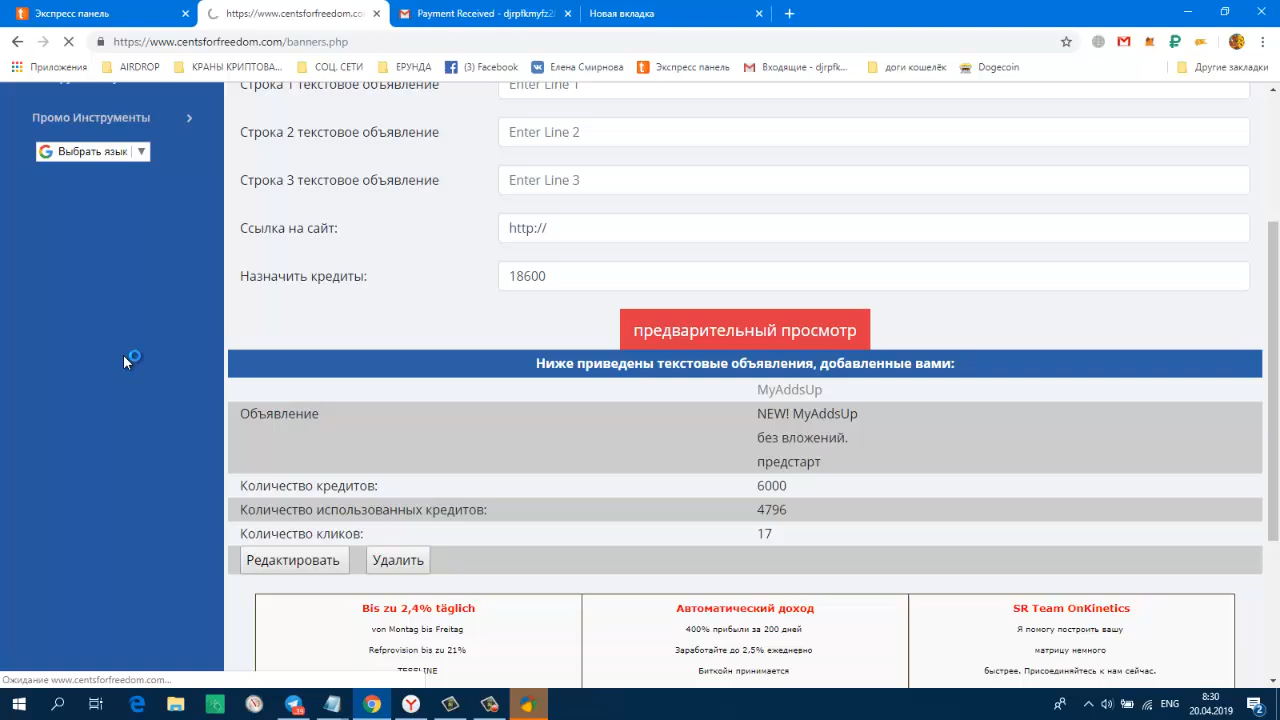 Экспресс панель
https://www.centsforfreedom.co
Payment Received - djrpfkmyfz2
Новая вкладка
https://www.centsforfreedom.com/banners.php
Приложения
AIRDROP
КРАНЫ КРИПТОВА...
СОЦ. СЕТИ
ЕРУНДА
(3) Facebook
Елена Смирнова
Экспресс панель
Входящие - djrpfk...
доги кошелёк
Dogecoin
Другие закладки
Строка 1 текстовое объявление
Enter Line 1
Промо Инструменты
Строка 2 текстовое объявление
Enter Line 2
Выбрать язык
Строка 3 текстовое объявление
Enter Line 3
Ссылка на сайт:
http://
Назначить кредиты:
18600
предварительный просмотр
Ниже приведены текстовые объявления, добавленные вами:
MyAddsUp
Объявление
NEW! MyAddsUp
без вложений.
предстарт
Количество кредитов:
6000
Количество использованных кредитов:
4796
Количество кликов:
17
Редактировать
Удалить
Bis zu 2,4% täglich
von Montag bis Freitag
Refprovision bis zu 21%
Автоматический доход
400% прибыли за 200 дней
Заработайте до 2.5% ежедневно
Биткойн принимается
SR Team OnKinetics
Я помогу построить вашу
матрицу немного
быстрее. Присоединяйтесь к нам сейчас.
Ожидание www.centsforfreedom.com...
ENG
8:30
20.04.2019
2